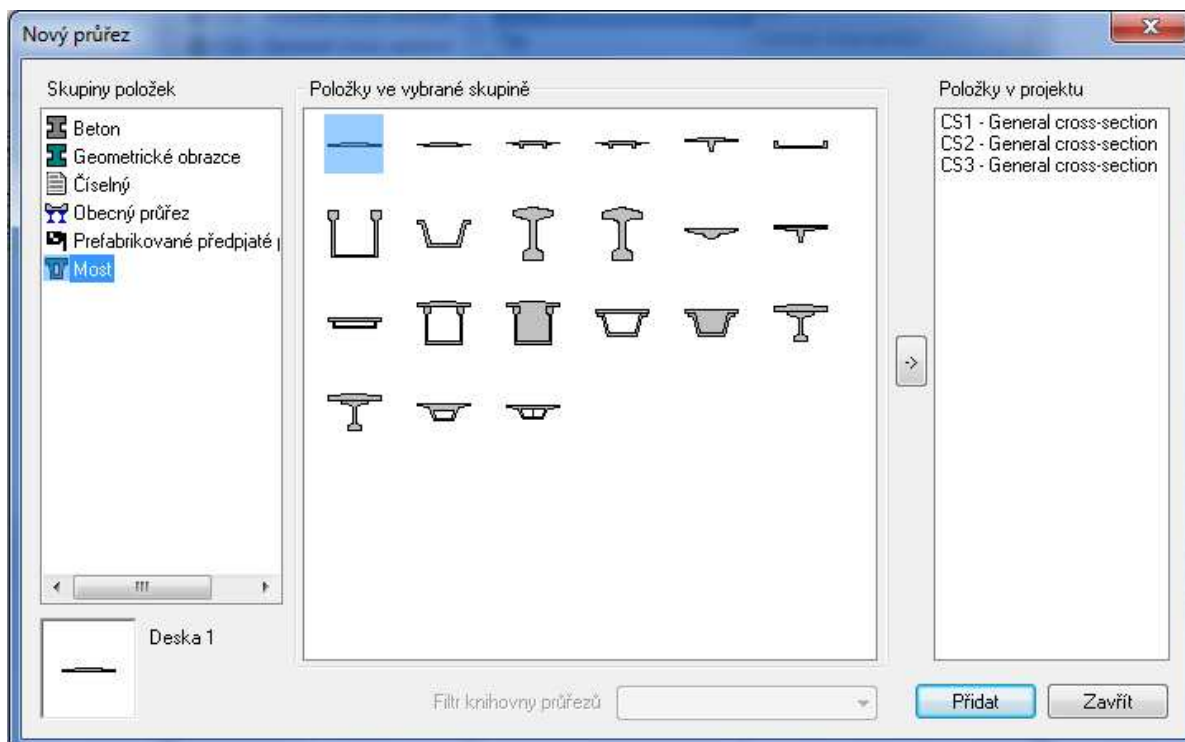 Nový průřez
Skupiny položek
Beton
Geometrické obrazce
Číselný
Obecný průřez
Prefabrikované předpjaté
Most
Deska 1
Položky ve vybrané skupině
->
Filtr knihovny průřezů
Položky v projektu
CS1 - General cross-section
CS2 - General cross-section
CS3 - General cross-section
Přidat
Zavřít